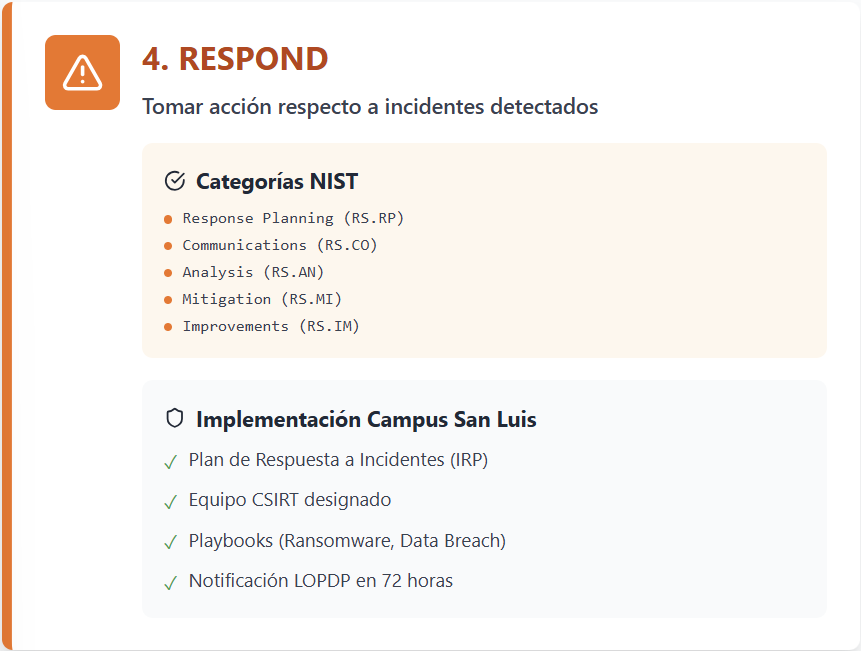 4. RESPOND
Tomar acción respecto a incidentes detectados
Categorías NIST
Response Planning (RS.RP)
Communications (RS.CO)
Analysis (RS.AN)
Mitigation (RS.MI)
Improvements (RS.IM)
Implementación Campus San Luis
Plan de Respuesta a Incidentes (IRP)
Equipo CSIRT designado
Playbooks (Ransomware, Data Breach)
Notificación LOPDP en 72 horas